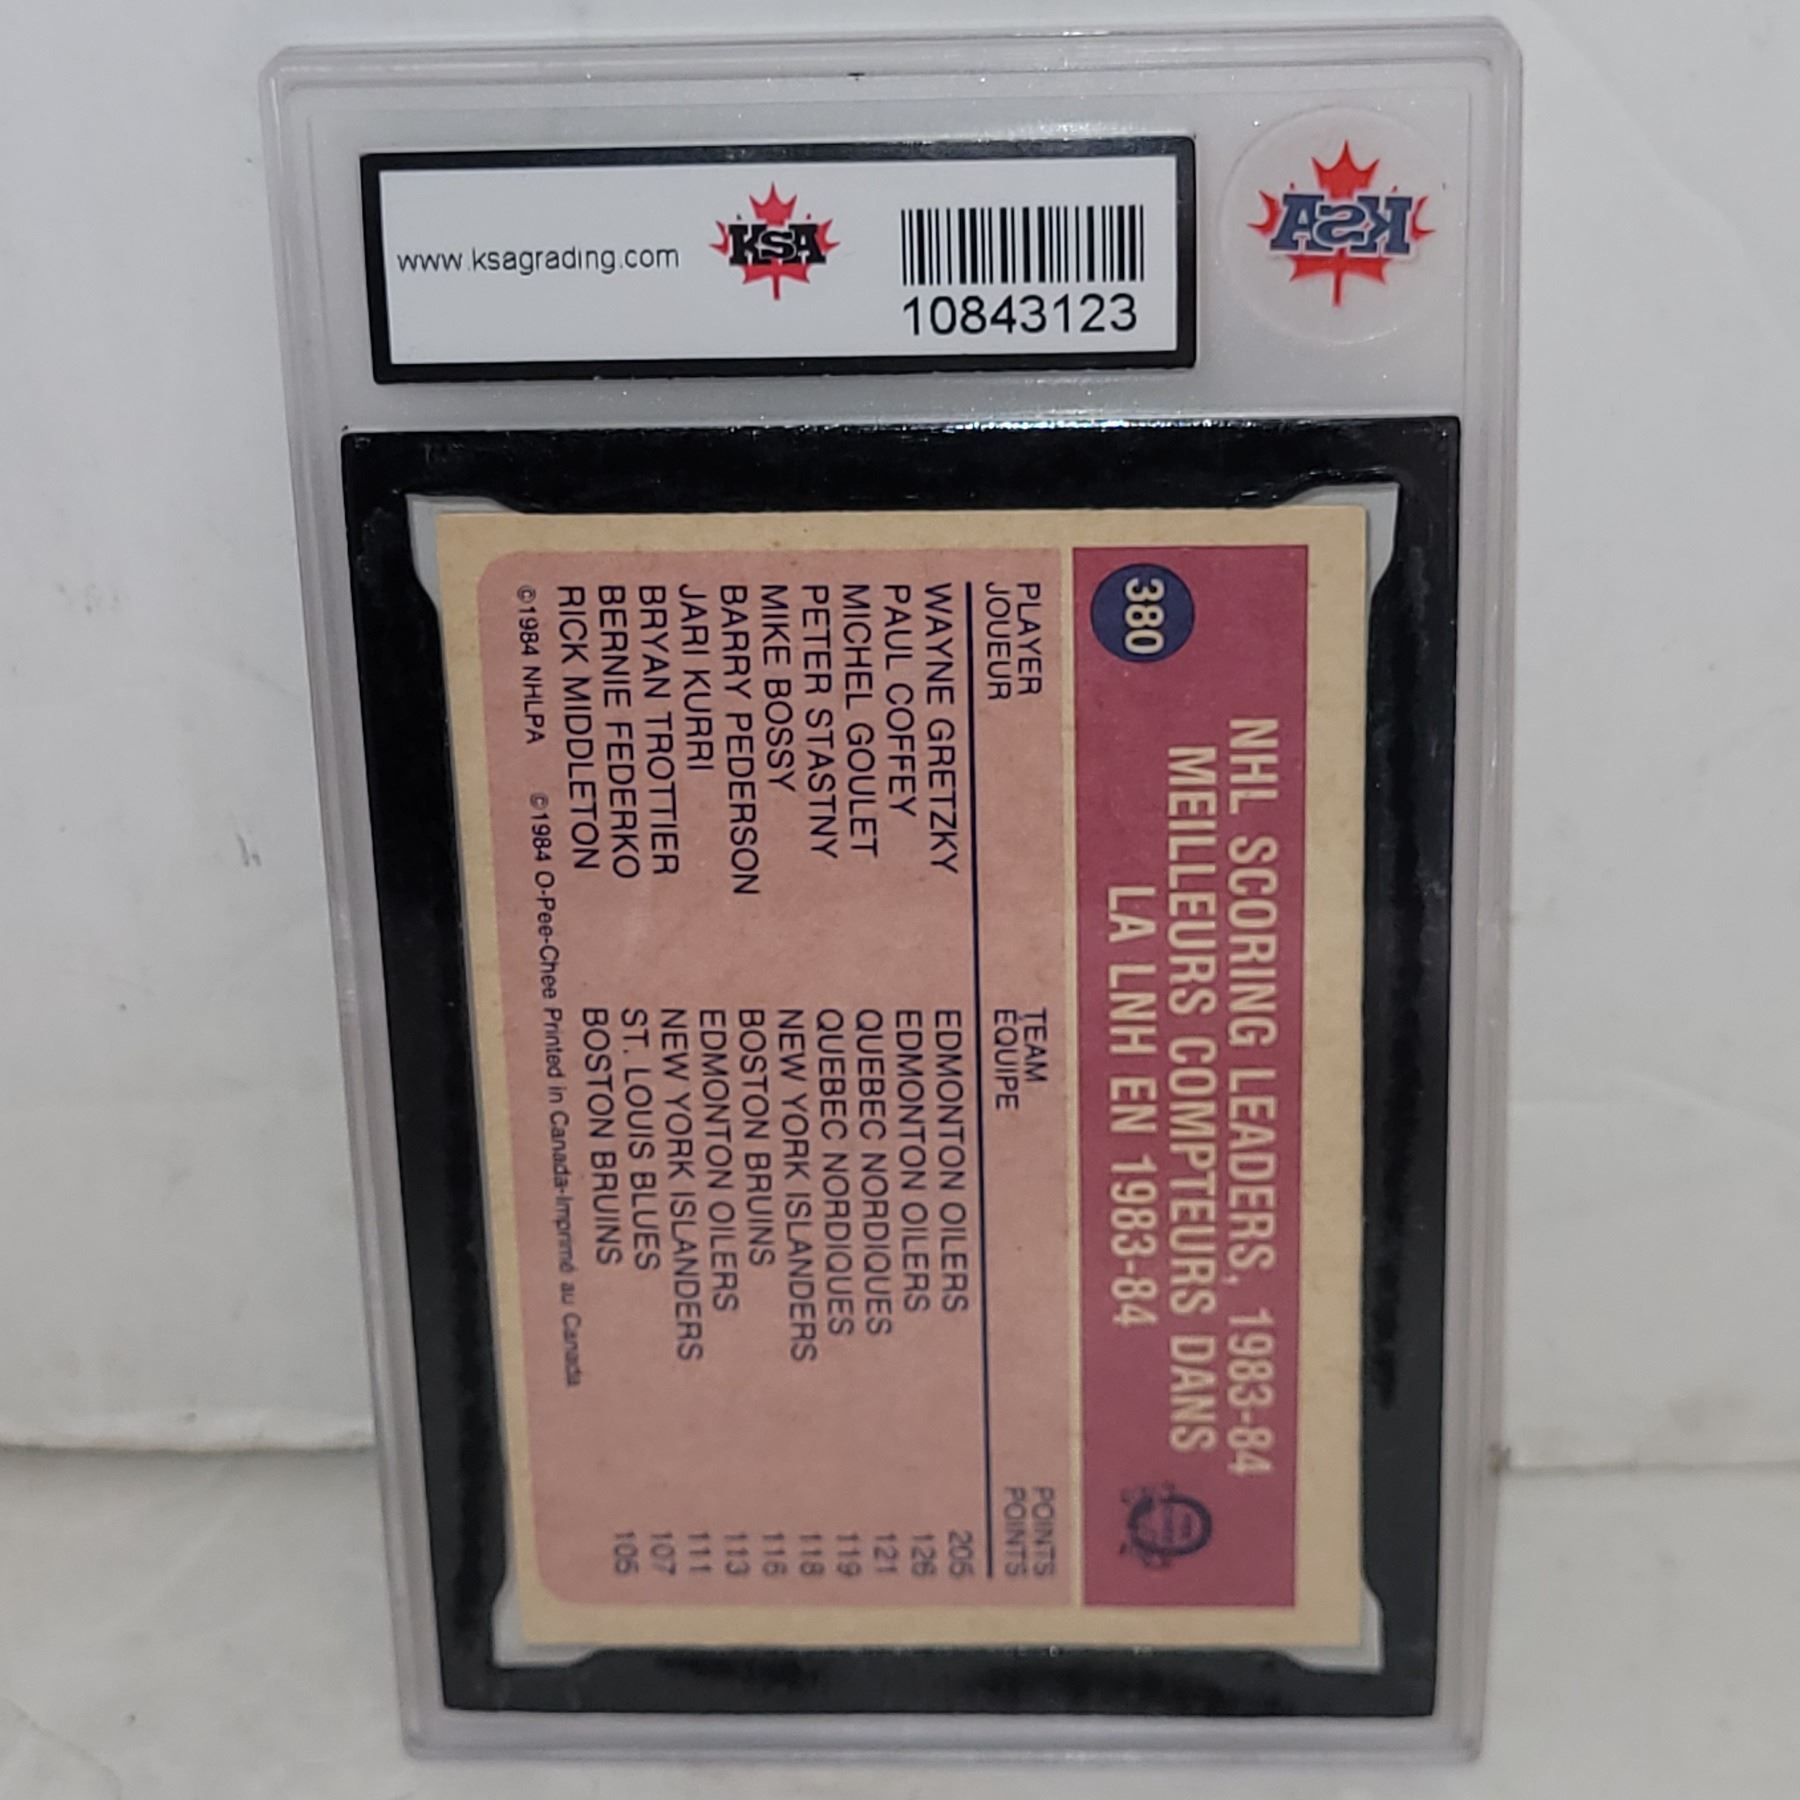 www.ksagrading.com
KSA
10843123
KSA
380
NHL SCORING LEADERS, 1983-84
MEILLEURS COMPTEURS DANS
LA LNH EN 1983-84
PLAYER TEAM POINTS
JOUEUR ÉQUIPE POINTS
WAYNE GRETZKY EDMONTON OILERS 205
PAUL COFFEY EDMONTON OILERS 126
MICHEL GOULET QUEBEC NORDIQUES 121
PETER STASTNY QUEBEC NORDIQUES 119
MIKE BOSSY NEW YORK ISLANDERS 118
BARRY PEDERSON BOSTON BRUINS 116
JARI KURRI EDMONTON OILERS 113
BRYAN TROTTIER NEW YORK ISLANDERS 111
BERNIE FEDERKO ST. LOUIS BLUES 107
RICK MIDDLETON BOSTON BRUINS 105
©1984 NHLPA ©1984 O-Pee-Chee Printed in Canada-Imprimé au Canada